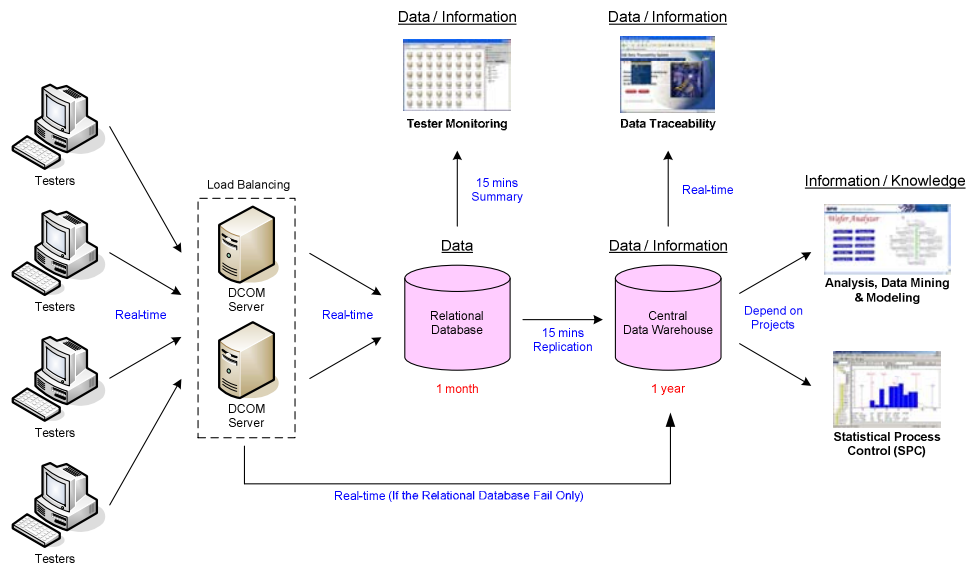 Data / Information
Data / Information
Tester Monitoring
Data Traceability
Testers
15 mins
Summary
Real-time
Information / Knowledge
Load Balancing
Wafer Analyzer
Data
Data / Information
Testers
DCOM
Server
Analysis, Data Mining
& Modeling
Real-time
Real-time
Relational
Database
15 mins
Replication
Central
Data Warehouse
Depend on
Projects
1 month
1 year
Testers
DCOM
Server
Statistical Process
Control (SPC)
Real-time (If the Relational Database Fail Only)
Testers